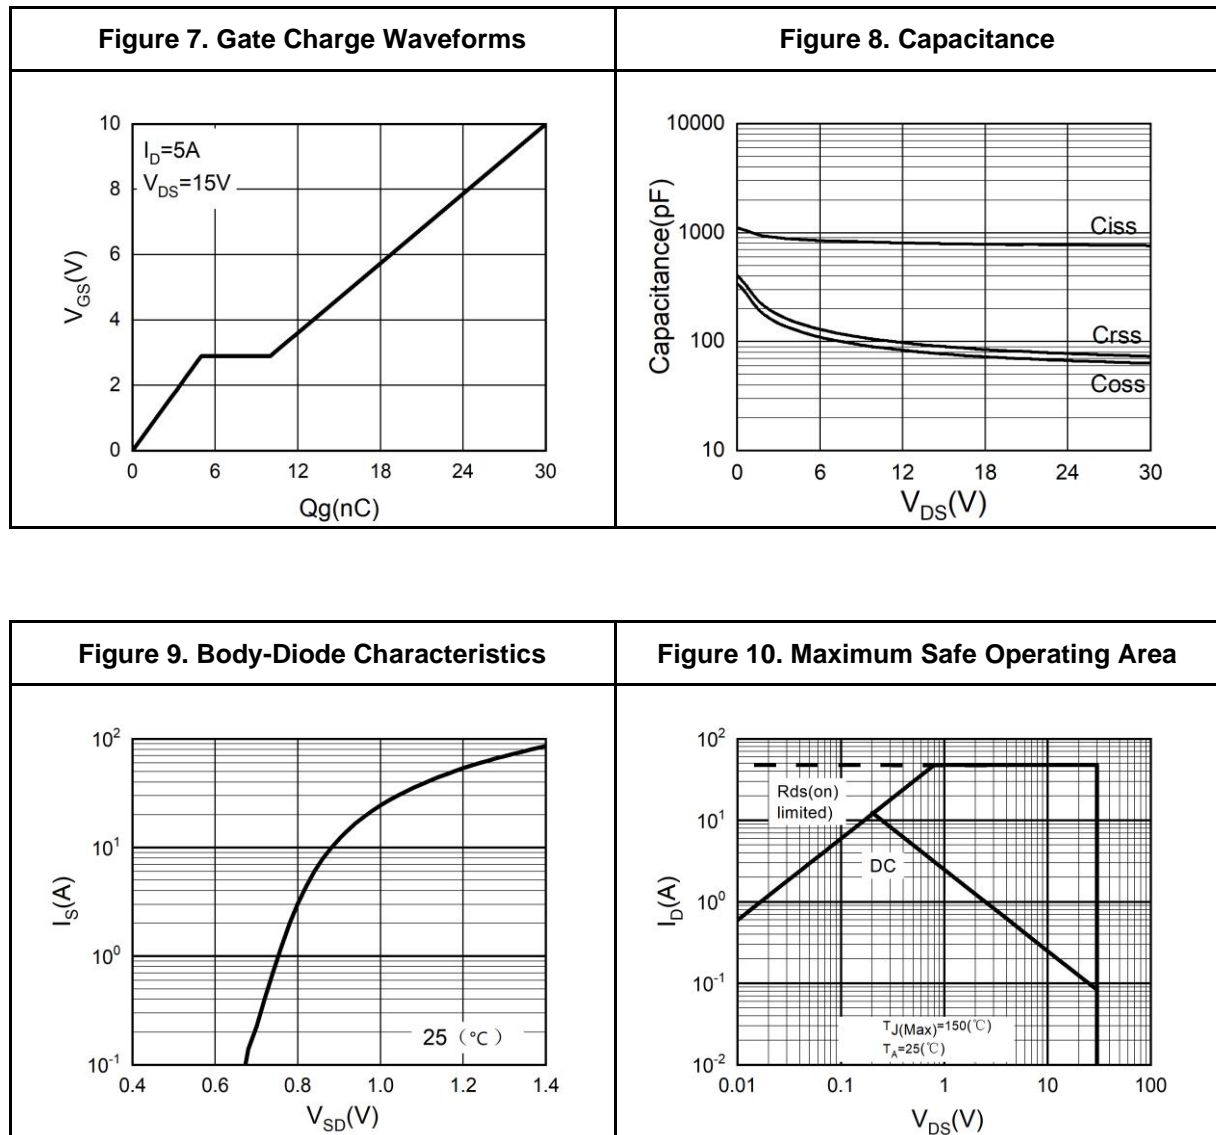 Figure 7. Gate Charge Waveforms
Figure 8. Capacitance
10
8
6
4
2
0
V_GS(V)
I_D=5A
V_DS=15V
0 6 12 18 24 30
Qg(nC)
10000
1000
100
10
Capacitance(pF)
Ciss
Crss
Coss
0 6 12 18 24 30
V_DS(V)
Figure 9. Body-Diode Characteristics
Figure 10. Maximum Safe Operating Area
10^2
10^1
10^0
10^-1
I_S(A)
25（℃）
0.4 0.6 0.8 1.0 1.2 1.4
V_SD(V)
10^2
10^1
10^0
10^-1
10^-2
I_D(A)
Rds(on)
limited)
DC
T_J(Max)=150(℃)
T_A=25(℃)
0.01 0.1 1 10 100
V_DS(V)